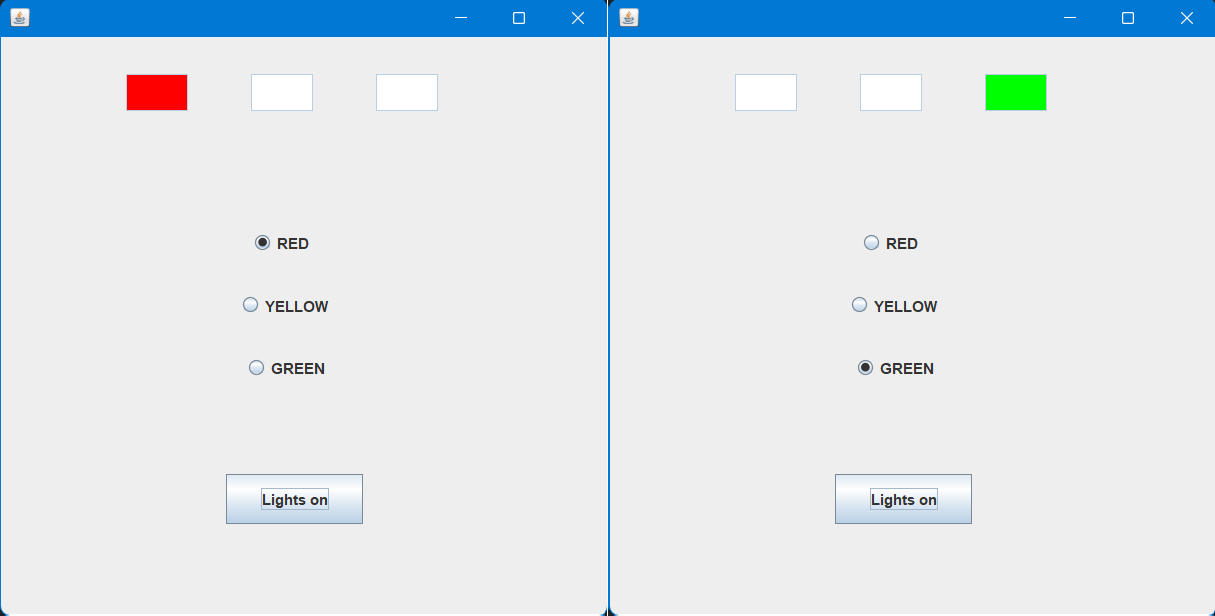 RED
YELLOW
GREEN
Lights on
RED
YELLOW
GREEN
Lights on